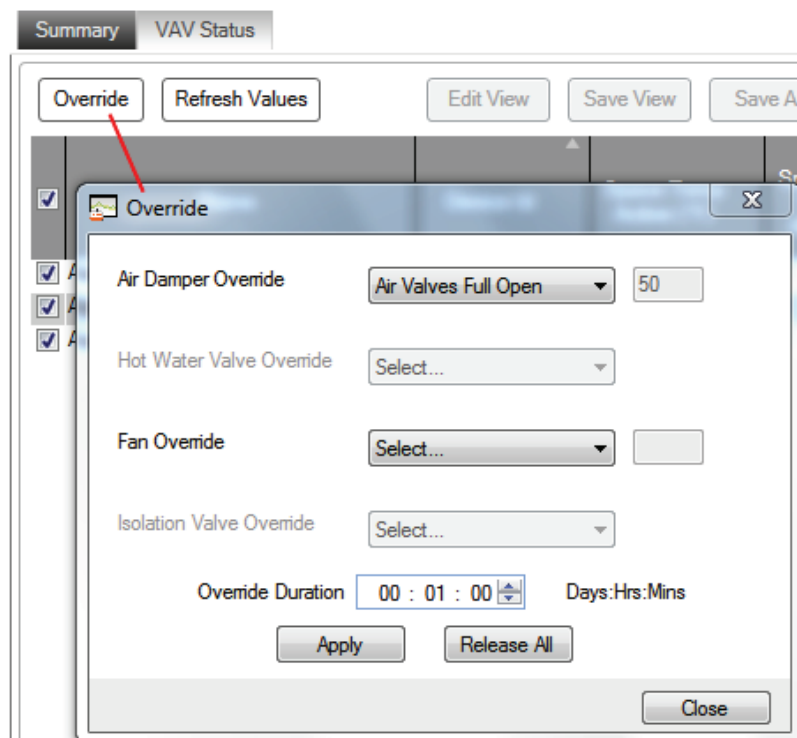 Summary VAV Status
Override Refresh Values Edit View Save View Save A
Override
Air Damper Override Air Valves Full Open 50
Hot Water Valve Override Select...
Fan Override Select...
Isolation Valve Override Select...
Override Duration 00 : 01 : 00 Days:Hrs:Mins
Apply Release All
Close